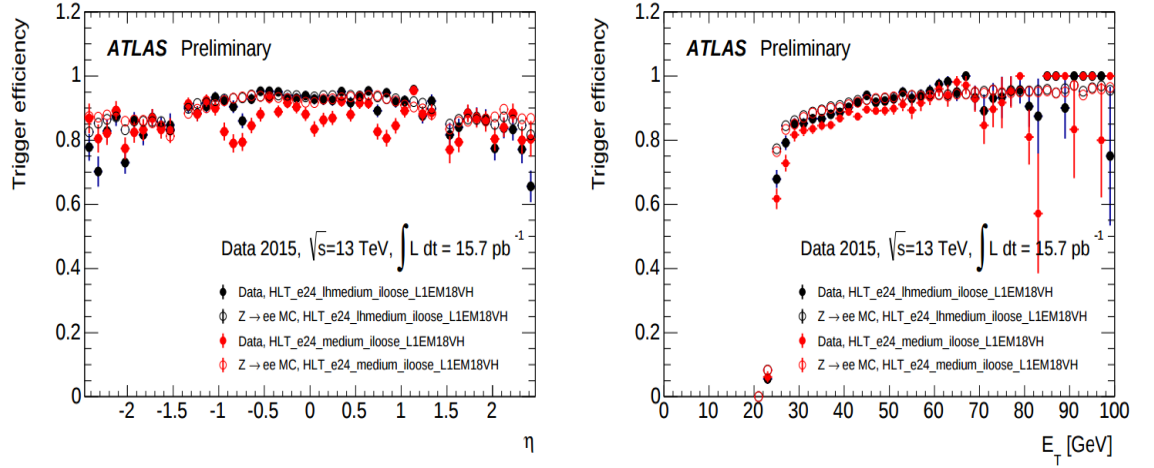 Trigger efficiency
1.2
1
0.8
0.6
0.4
0.2
0
ATLAS Preliminary
Data 2015, √s=13 TeV, ∫ L dt = 15.7 pb⁻¹
Data, HLT_e24_lhmedium_iloose_L1EM18VH
Z → ee MC, HLT_e24_lhmedium_iloose_L1EM18VH
Data, HLT_e24_medium_iloose_L1EM18VH
Z → ee MC, HLT_e24_medium_iloose_L1EM18VH
-2 -1.5 -1 -0.5 0 0.5 1 1.5 2
η
Trigger efficiency
1.2
1
0.8
0.6
0.4
0.2
0
ATLAS Preliminary
Data 2015, √s=13 TeV, ∫ L dt = 15.7 pb⁻¹
Data, HLT_e24_lhmedium_iloose_L1EM18VH
Z → ee MC, HLT_e24_lhmedium_iloose_L1EM18VH
Data, HLT_e24_medium_iloose_L1EM18VH
Z → ee MC, HLT_e24_medium_iloose_L1EM18VH
0 10 20 30 40 50 60 70 80 90 100
E_T [GeV]